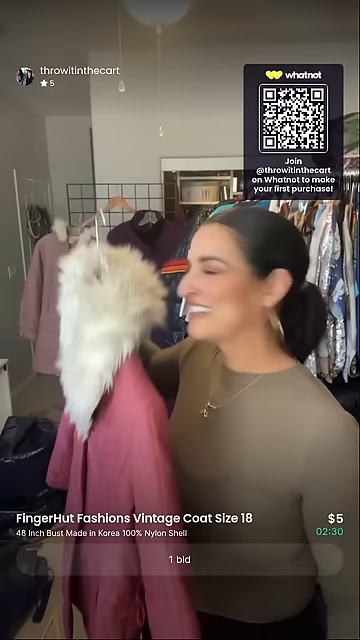 throwitinthecart
★ 5
whatnot
Join
@throwitinthecart
on Whatnot to make
your first purchase!
FingerHut Fashions Vintage Coat Size 18
$5
48 Inch Bust Made in Korea 100% Nylon Shell
02:30
1 bid